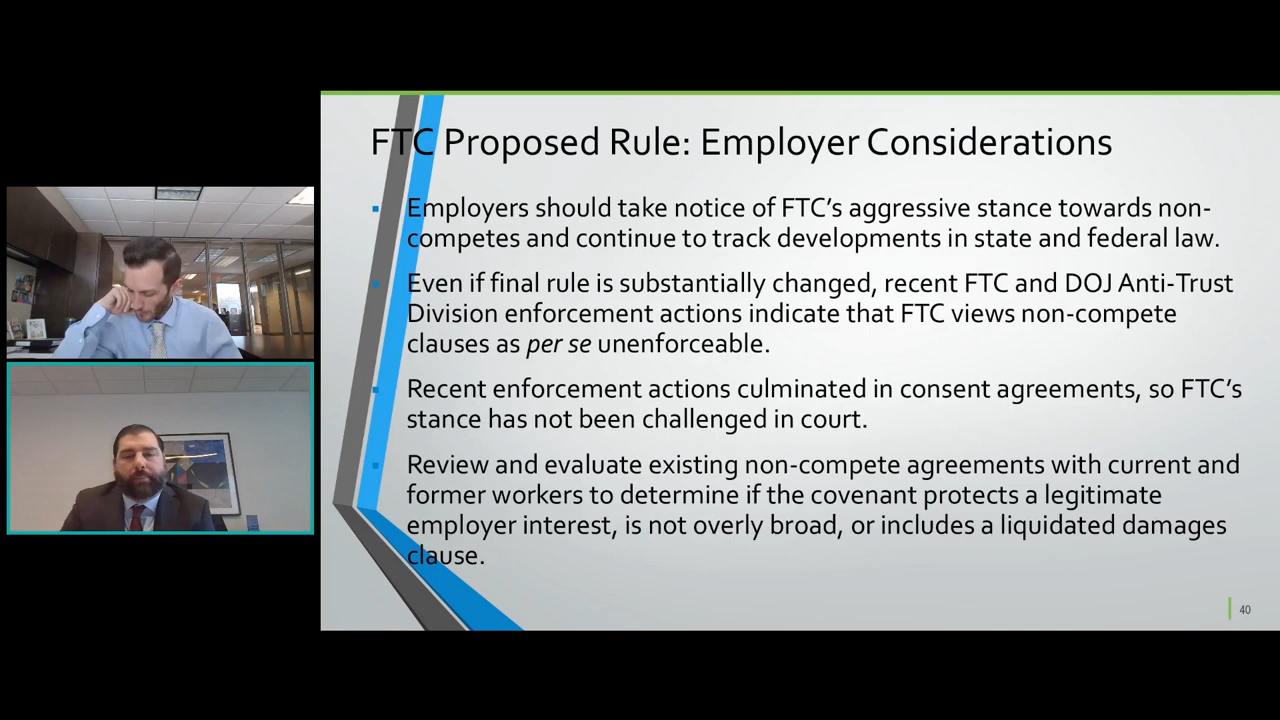 FTC Proposed Rule: Employer Considerations
Employers should take notice of FTC’s aggressive stance towards non-
competes and continue to track developments in state and federal law.
Even if final rule is substantially changed, recent FTC and DOJ Anti-Trust
Division enforcement actions indicate that FTC views non-compete
clauses as per se unenforceable.
Recent enforcement actions culminated in consent agreements, so FTC’s
stance has not been challenged in court.
Review and evaluate existing non-compete agreements with current and
former workers to determine if the covenant protects a legitimate
employer interest, is not overly broad, or includes a liquidated damages
clause.
40